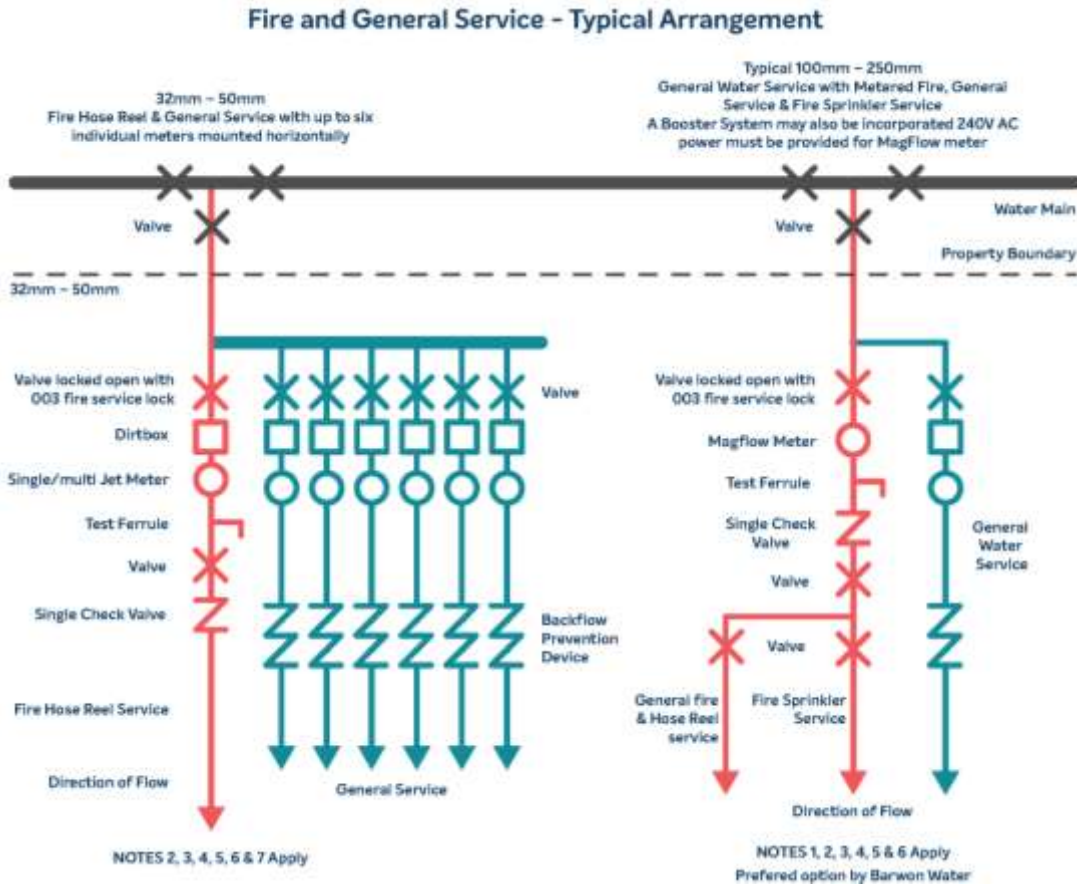 Fire and General Service - Typical Arrangement
32mm – 50mm
Fire Hose Reel & General Service with up to six
individual meters mounted horizontally
Typical 100mm – 250mm
General Water Service with Metered Fire, General
Service & Fire Sprinkler Service
A Booster System may also be incorporated 240V AC
power must be provided for MagFlow meter
Valve
Valve
Water Main
Property Boundary
32mm – 50mm
Valve locked open with
003 fire service lock
Dirtbox
Single/multi Jet Meter
Test Ferrule
Valve
Single Check Valve
Fire Hose Reel Service
Direction of Flow
NOTES 2, 3, 4, 5, 6 & 7 Apply
Valve
Backflow
Prevention
Device
General Service
Valve locked open with
003 fire service lock
Magflow Meter
Test Ferrule
Single Check
Valve
Valve
Valve
General fire
& Hose Reel
service
Fire Sprinkler
Service
General
Water
Service
Direction of Flow
NOTES 1, 2, 3, 4, 5 & 6 Apply
Prefered option by Barwon Water